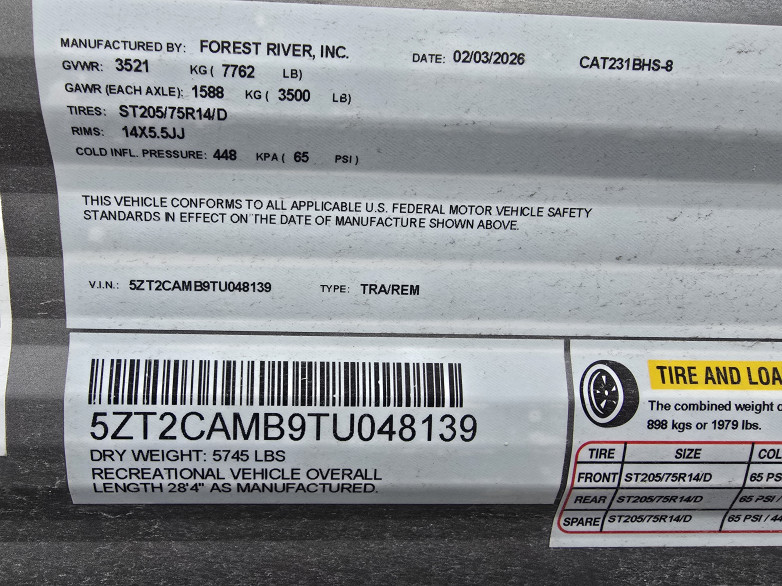 MANUFACTURED BY: FOREST RIVER, INC. DATE: 02/03/2026 CAT231BHS-8
GVWR: 3521 KG ( 7762 LB)
GAWR (EACH AXLE): 1588 KG ( 3500 LB)
TIRES: ST205/75R14/D
RIMS: 14X5.5JJ
COLD INFL. PRESSURE: 448 KPA ( 65 PSI )
THIS VEHICLE CONFORMS TO ALL APPLICABLE U.S. FEDERAL MOTOR VEHICLE SAFETY
STANDARDS IN EFFECT ON THE DATE OF MANUFACTURE SHOWN ABOVE.
V.I.N.: 5ZT2CAMB9TU048139 TYPE: TRA/REM
5ZT2CAMB9TU048139
DRY WEIGHT: 5745 LBS
RECREATIONAL VEHICLE OVERALL
LENGTH 28'4" AS MANUFACTURED.
TIRE AND LOA
The combined weight
898 kgs or 1979 lbs.
TIRE SIZE COL
FRONT ST205/75R14/D 65 PS
REAR ST205/75R14/D 65 PSI /
SPARE ST205/75R14/D 65 PSI / 44